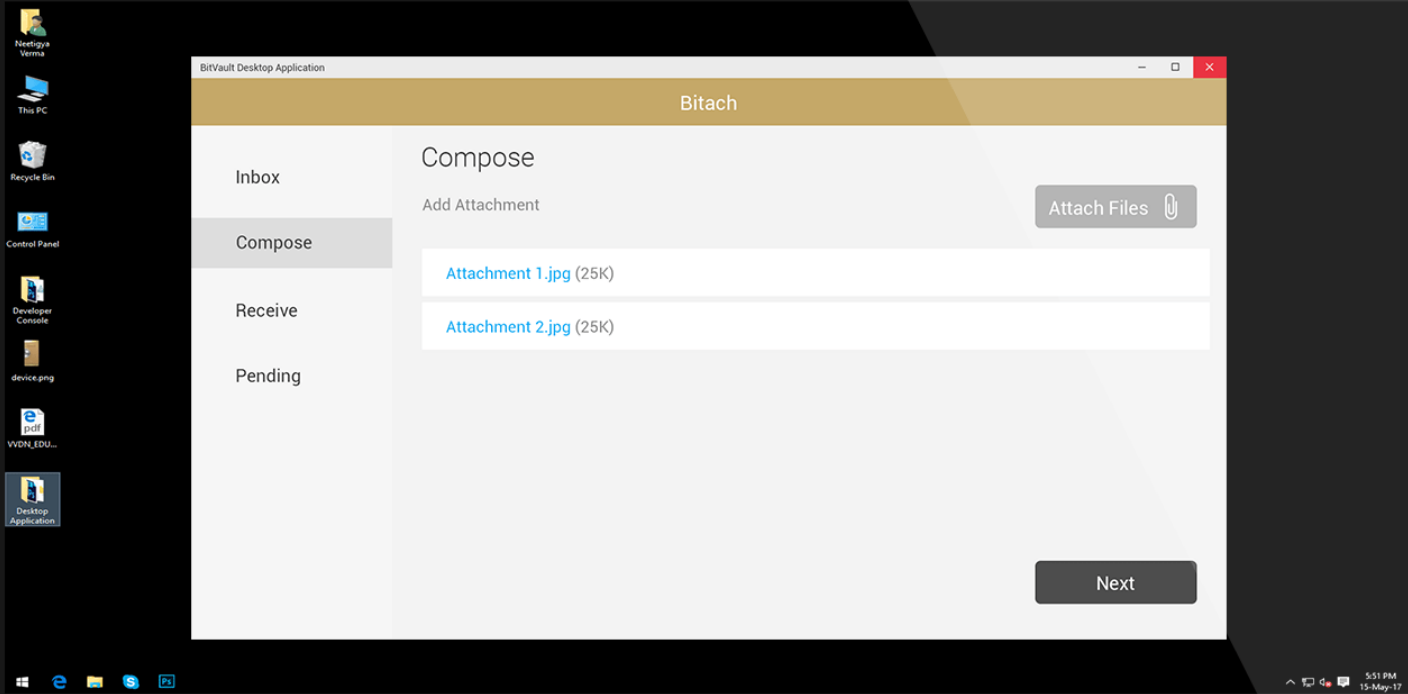 Neetigya
Verma
This PC
Recycle Bin
Control Panel
Developer
Console
device.png
pdf
VVDN_EDU...
Desktop
Application
BitVault Desktop Application
Bitach
Inbox
Compose
Receive
Pending
Compose
Add Attachment
Attach Files
Attachment 1.jpg (25K)
Attachment 2.jpg (25K)
Next
Ps
5:51 PM
15-May-17